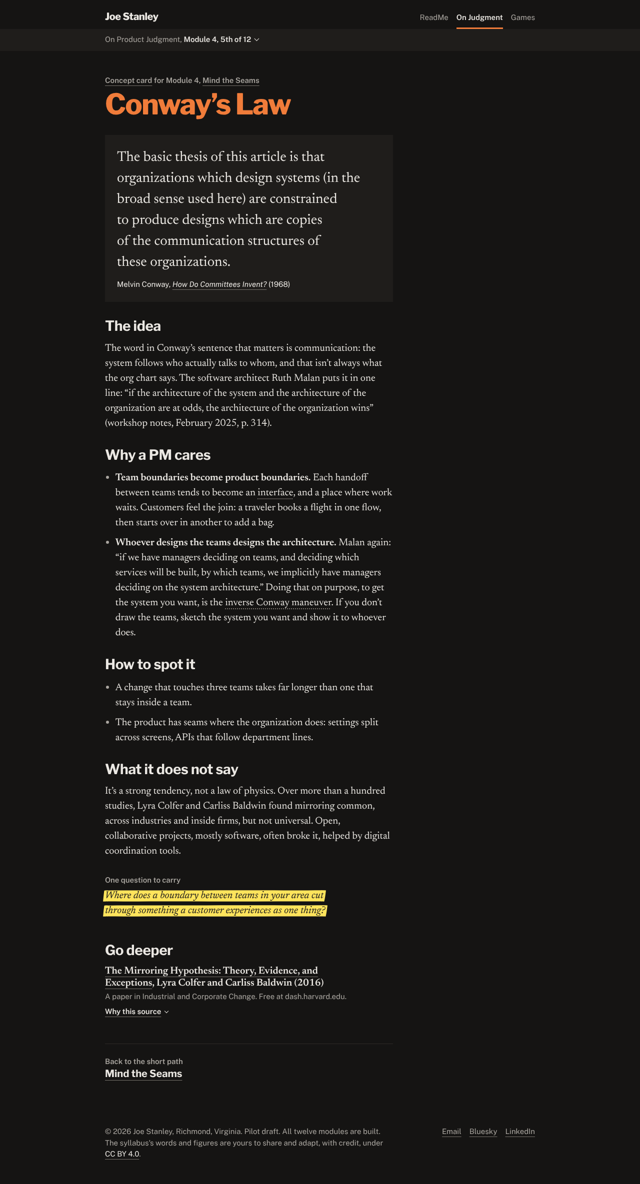 Joe Stanley
ReadMe On Judgment Games
On Product Judgment, Module 4, 5th of 12
Concept card for Module 4, Mind the Seams
Conway’s Law
The basic thesis of this article is that
organizations which design systems (in the
broad sense used here) are constrained
to produce designs which are copies
of the communication structures of
these organizations.
Melvin Conway, How Do Committees Invent? (1968)
The idea
The word in Conway’s sentence that matters is communication: the
system follows who actually talks to whom, and that isn’t always what
the org chart says. The software architect Ruth Malan puts it in one
line: “if the architecture of the system and the architecture of the
organization are at odds, the architecture of the organization wins”
(workshop notes, February 2025, p. 314).
Why a PM cares
• Team boundaries become product boundaries. Each handoff
between teams tends to become an interface, and a place where work
waits. Customers feel the join: a traveler books a flight in one flow,
then starts over in another to add a bag.
• Whoever designs the teams designs the architecture. Malan again:
“if we have managers deciding on teams, and deciding which
services will be built, by which teams, we implicitly have managers
deciding on the system architecture.” Doing that on purpose, to get
the system you want, is the inverse Conway maneuver. If you don’t
draw the teams, sketch the system you want and show it to whoever
does.
How to spot it
• A change that touches three teams takes far longer than one that
stays inside a team.
• The product has seams where the organization does: settings split
across screens, APIs that follow department lines.
What it does not say
It’s a strong tendency, not a law of physics. Over more than a hundred
studies, Lyra Colfer and Carliss Baldwin found mirroring common,
across industries and inside firms, but not universal. Open,
collaborative projects, mostly software, often broke it, helped by digital
coordination tools.
One question to carry
Where does a boundary between teams in your area cut
through something a customer experiences as one thing?
Go deeper
The Mirroring Hypothesis: Theory, Evidence, and
Exceptions, Lyra Colfer and Carliss Baldwin (2016)
A paper in Industrial and Corporate Change. Free at dash.harvard.edu.
Why this source
Back to the short path
Mind the Seams
© 2026 Joe Stanley, Richmond, Virginia. Pilot draft. All twelve modules are built.
The syllabus’s words and figures are yours to share and adapt, with credit, under
CC BY 4.0.
Email Bluesky LinkedIn